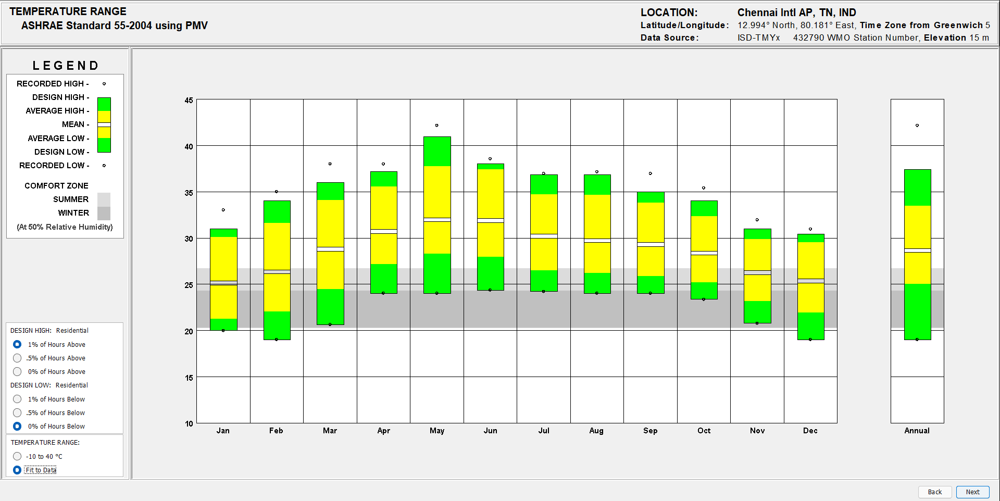 TEMPERATURE RANGE
ASHRAE Standard 55-2004 using PMV
LOCATION: Chennai Intl AP, TN, IND
Latitude/Longitude: 12.994° North, 80.181° East, Time Zone from Greenwich 5
Data Source: ISD-TMYx 432790 WMO Station Number, Elevation 15 m
LEGEND
RECORDED HIGH -
DESIGN HIGH -
AVERAGE HIGH -
MEAN -
AVERAGE LOW -
DESIGN LOW -
RECORDED LOW -
COMFORT ZONE
SUMMER
WINTER
(At 50% Relative Humidity)
DESIGN HIGH: Residential
1% of Hours Above
.5% of Hours Above
0% of Hours Above
DESIGN LOW: Residential
1% of Hours Below
.5% of Hours Below
0% of Hours Below
TEMPERATURE RANGE:
-10 to 40 °C
Fit to Data
45
40
35
30
25
20
15
10
Jan Feb Mar Apr May Jun Jul Aug Sep Oct Nov Dec Annual
Back Next